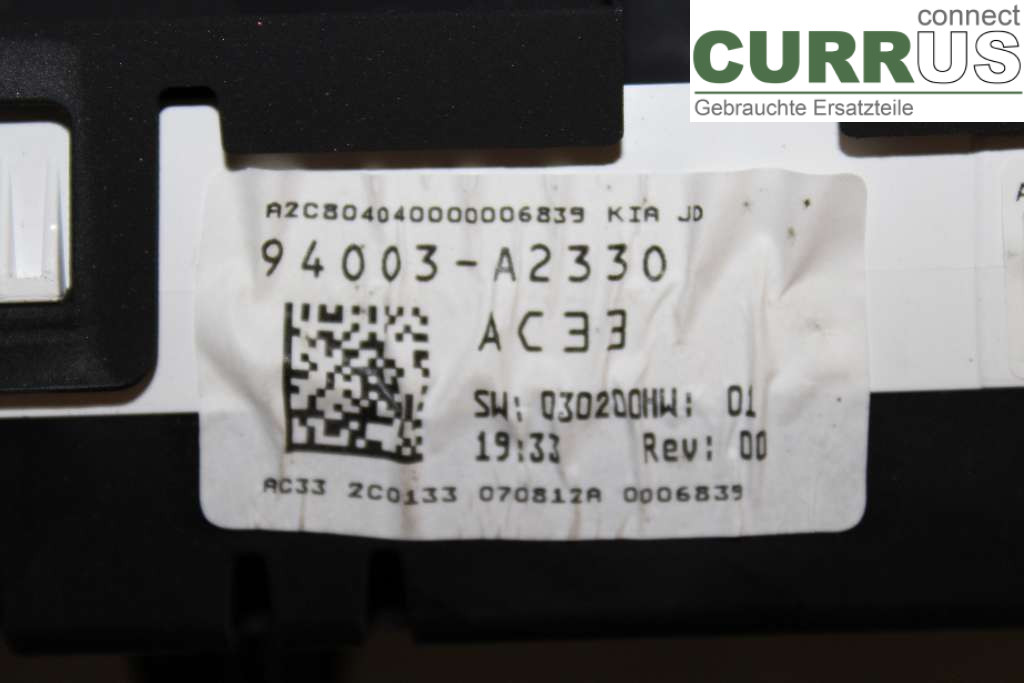 connect
CURRUS
Gebrauchte Ersatzteile
A2C804040000006839 KIA JD
94003-A2330
AC33
SW: 030200HW: 01
19:33 Rev: 00
AC33 2C0133 070812A 0006839